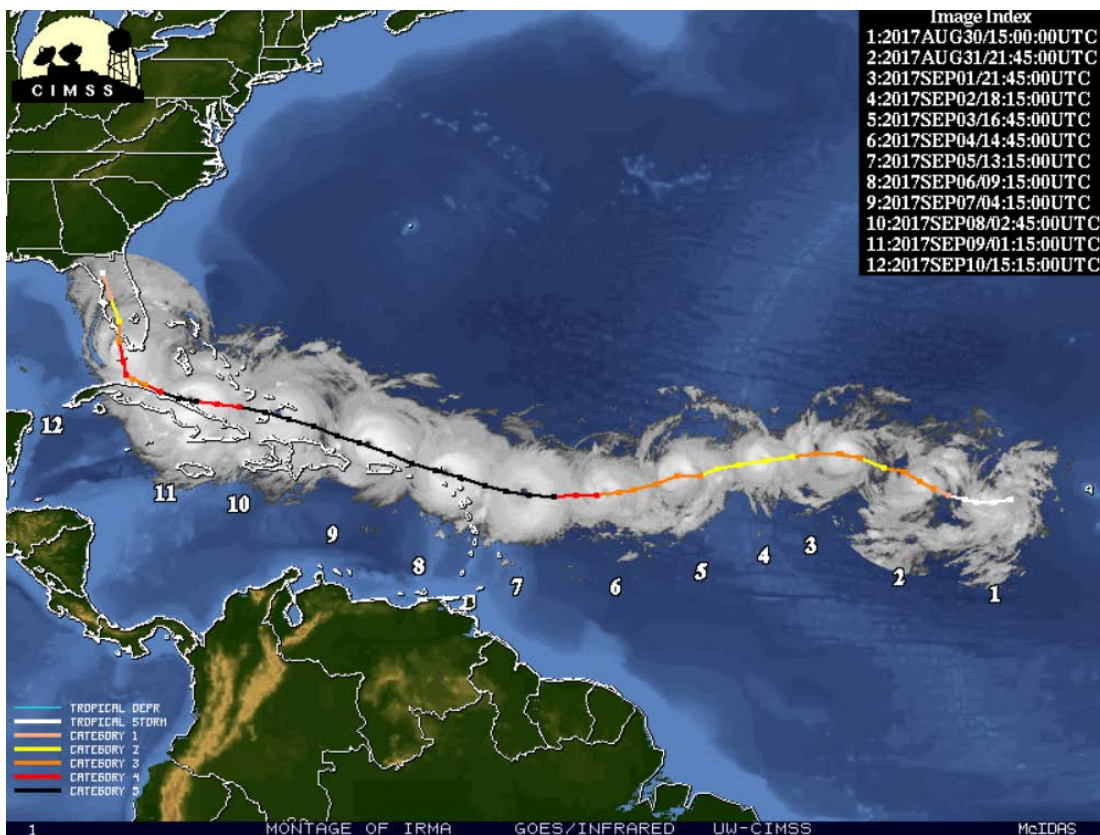 CIMSS
Image Index
1:2017AUG30/15:00:00UTC
2:2017AUG31/21:45:00UTC
3:2017SEP01/21:45:00UTC
4:2017SEP02/18:15:00UTC
5:2017SEP03/16:45:00UTC
6:2017SEP04/14:45:00UTC
7:2017SEP05/13:15:00UTC
8:2017SEP06/09:15:00UTC
9:2017SEP07/04:15:00UTC
10:2017SEP08/02:45:00UTC
11:2017SEP09/01:15:00UTC
12:2017SEP10/15:15:00UTC
12
11
10
9
8
7
6
5
4
3
2
1
TROPICAL DEPR
TROPICAL STORM
CATEGORY 1
CATEGORY 2
CATEGORY 3
CATEGORY 4
CATEGORY 5
1 MONTAGE OF IRMA GOES/INFRARED UW-CIMSS McIDAS